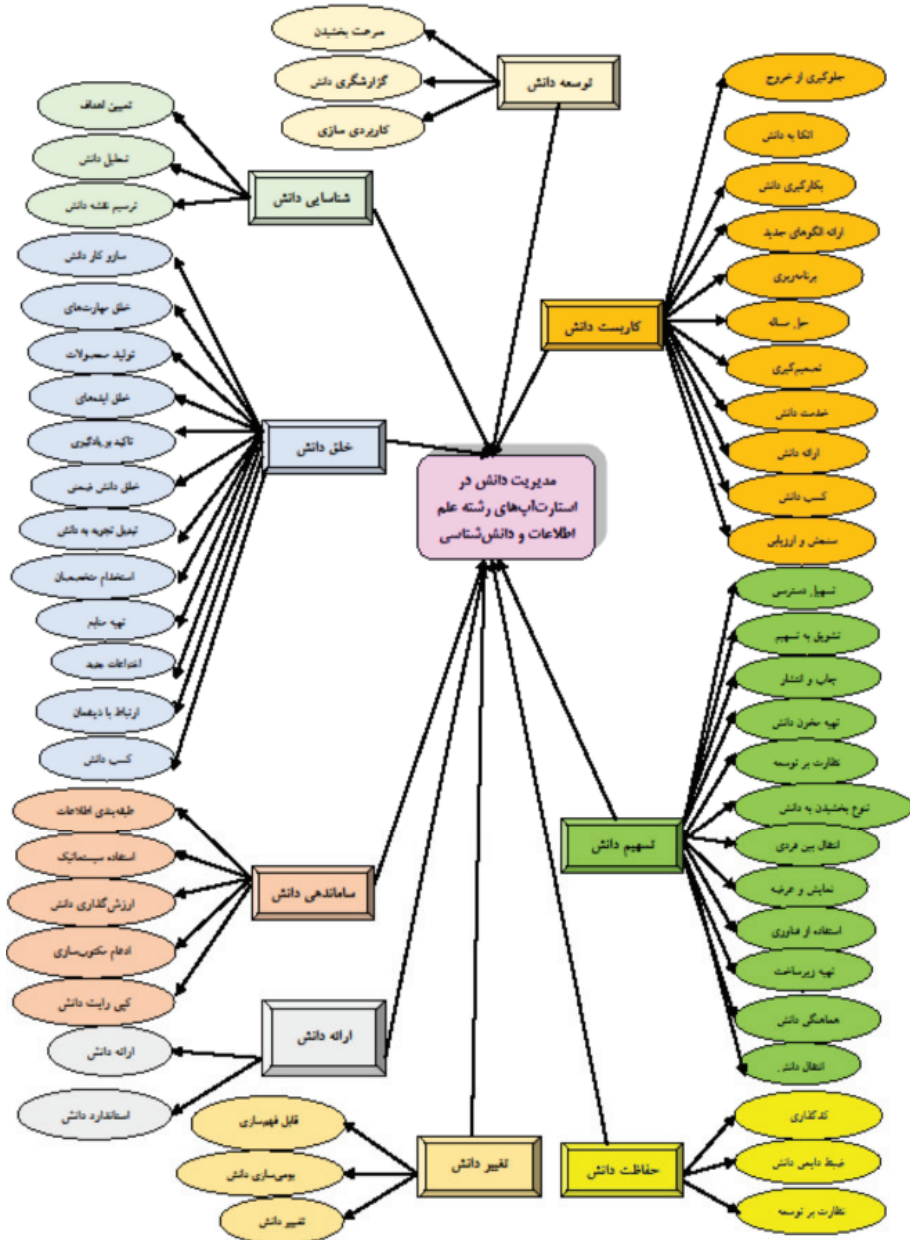 توسعه دانش
سرعت بخشیدن
گزارشگری دانش
کاربردی سازی
کاربست دانش
جلوگیری از خروج
اتکا به دانش
بکارگیری دانش
ارائه الگوهای جدید
برنامه‌ریزی
حل مساله
تصمیم‌گیری
خدمت دانش
ارائه دانش
کسب دانش
سنجش و ارزیابی
شناسایی دانش
تعیین اهداف
تحلیل دانش
ترسیم نقشه دانش
خلق دانش
سازو کار دانش
خلق مهارت‌های
تولید محصولات
خلق ایده‌های
تاکید بر یادگیری
خلق دانش ضمنی
تبدیل تجربه به دانش
استخدام متخصصان
تهیه منابع
اختراعات جدید
ارتباط با ذینفعان
کسب دانش
مدیریت دانش در
استارت‌آپ‌های رشته علم
اطلاعات و دانش‌شناسی
تسهیم دانش
تسهیل دسترسی
تشویق به تسهیم
چاپ و انتشار
تهیه مخزن دانش
نظارت بر توسعه
تنوع بخشیدن به دانش
انتقال بین فردی
نمایش و عرضه
استفاده از فناوری
تهیه زیرساخت
هماهنگی دانش
انتقال دانش
ساماندهی دانش
طبقه‌بندی اطلاعات
استفاده سیستماتیک
ارزش‌گذاری دانش
ادغام مکتوب‌سازی
کپی رایت دانش
ارائه دانش
ارائه دانش
استاندارد دانش
تغییر دانش
قابل فهم‌سازی
بومی‌سازی دانش
تغییر دانش
حفاظت دانش
کدگذاری
ضبط دایمی دانش
نظارت بر توسعه